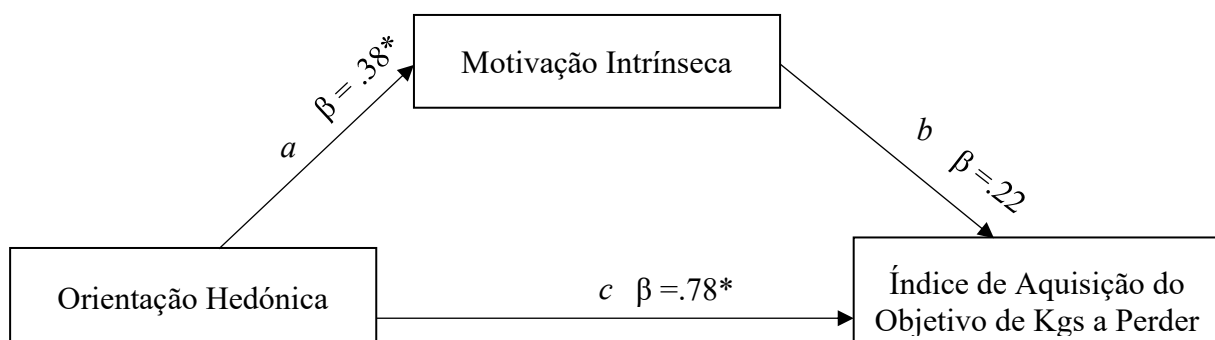 Motivação Intrínseca
a β = .38*
b β =.22
Orientação Hedónica
c β =.78*
Índice de Aquisição do
Objetivo de Kgs a Perder